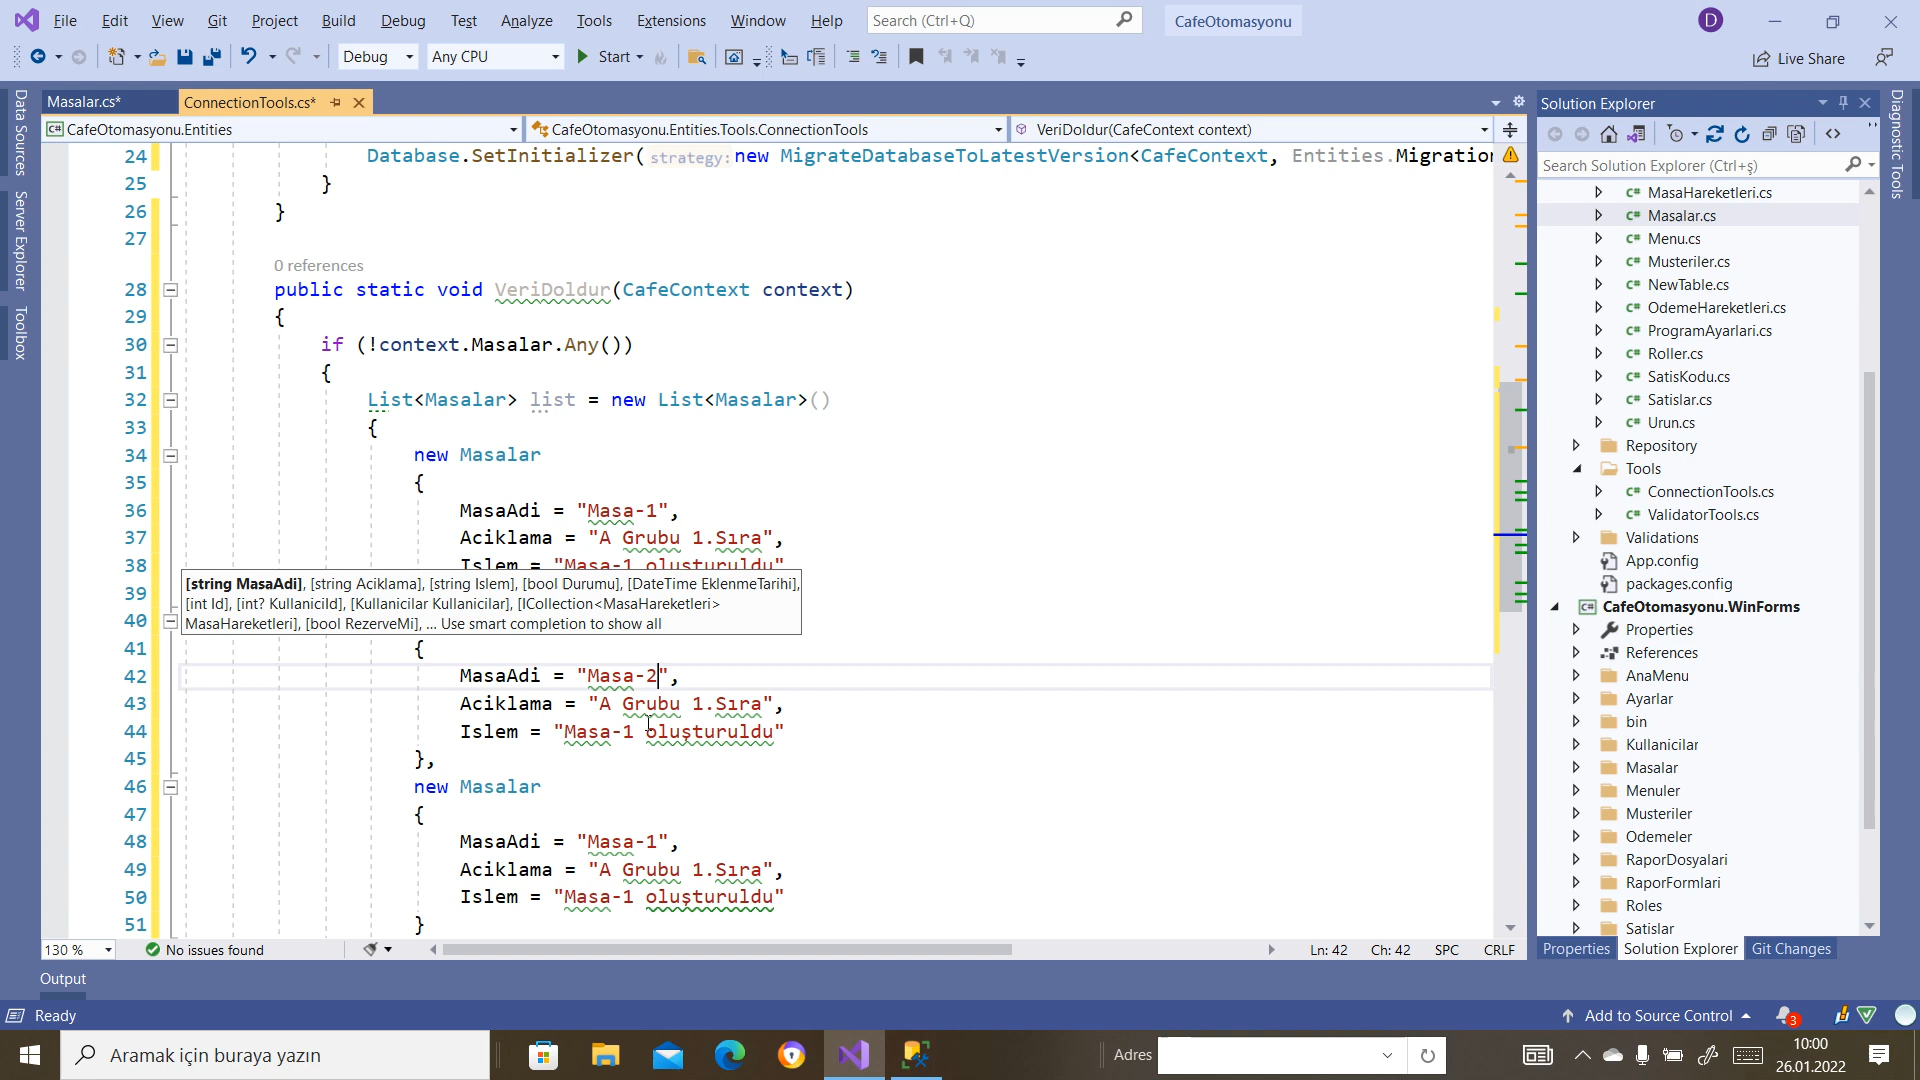 File Edit View Git Project Build Debug Test Analyze Tools Extensions Window Help Search (Ctrl+Q) CafeOtomasyonu D
Debug Any CPU Start Live Share
Masalar.cs* ConnectionTools.cs*
CafeOtomasyonu.Entities CafeOtomasyonu.Entities.Tools.ConnectionTools VeriDoldur(CafeContext context)
Data Sources
Server Explorer
Toolbox
24 Database.SetInitializer(strategy: new MigrateDatabaseToLatestVersion<CafeContext, Entities.Migration
25 }
26 }
27
0 references
28 public static void VeriDoldur(CafeContext context)
29 {
30 if (!context.Masalar.Any())
31 {
32 List<Masalar> list = new List<Masalar>()
33 {
34 new Masalar
35 {
36 MasaAdi = "Masa-1",
37 Aciklama = "A Grubu 1.Sıra",
38 Islem = "Masa-1 oluşturuldu"
39
[string MasaAdi], [string Aciklama], [string Islem], [bool Durumu], [DateTime EklenmeTarihi],
[int Id], [int? KullaniciId], [Kullanicilar Kullanicilar], [ICollection<MasaHareketleri>
MasaHareketleri], [bool RezerveMi], ... Use smart completion to show all
40
41 {
42 MasaAdi = "Masa-2",
43 Aciklama = "A Grubu 1.Sıra",
44 Islem = "Masa-1 oluşturuldu"
45 },
46 new Masalar
47 {
48 MasaAdi = "Masa-1",
49 Aciklama = "A Grubu 1.Sıra",
50 Islem = "Masa-1 oluşturuldu"
51 }
130 % No issues found Ln: 42 Ch: 42 SPC CRLF
Solution Explorer
Search Solution Explorer (Ctrl+ş)
C# MasaHareketleri.cs
C# Masalar.cs
C# Menu.cs
C# Musteriler.cs
C# NewTable.cs
C# OdemeHareketleri.cs
C# ProgramAyarlari.cs
C# Roller.cs
C# SatisKodu.cs
C# Satislar.cs
C# Urun.cs
Repository
Tools
C# ConnectionTools.cs
C# ValidatorTools.cs
Validations
App.config
packages.config
C# CafeOtomasyonu.WinForms
Properties
References
AnaMenu
Ayarlar
bin
Kullanicilar
Masalar
Menuler
Musteriler
Odemeler
RaporDosyalari
RaporFormlari
Roles
Satislar
Properties Solution Explorer Git Changes
Diagnostic Tools
Output
Ready Add to Source Control 3
Aramak için buraya yazın Adres 10:00
26.01.2022